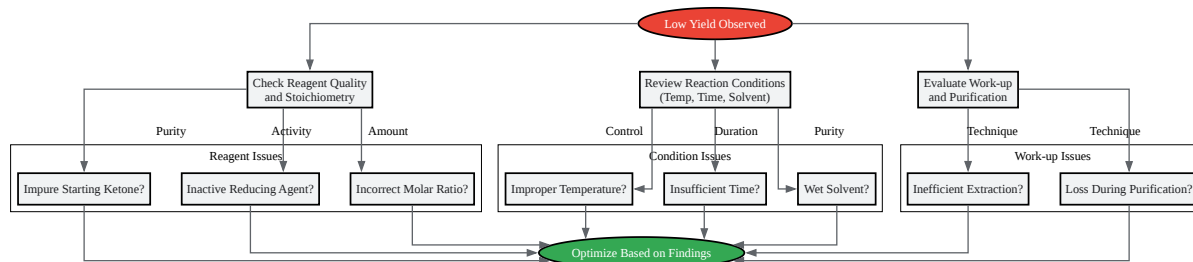 Low Yield Observed
Check Reagent Quality
and Stoichiometry
Review Reaction Conditions
(Temp, Time, Solvent)
Evaluate Work-up
and Purification
Purity
Activity
Amount
Control
Duration
Purity
Technique
Technique
Reagent Issues
Condition Issues
Work-up Issues
Impure Starting Ketone?
Inactive Reducing Agent?
Incorrect Molar Ratio?
Improper Temperature?
Insufficient Time?
Wet Solvent?
Inefficient Extraction?
Loss During Purification?
Optimize Based on Findings